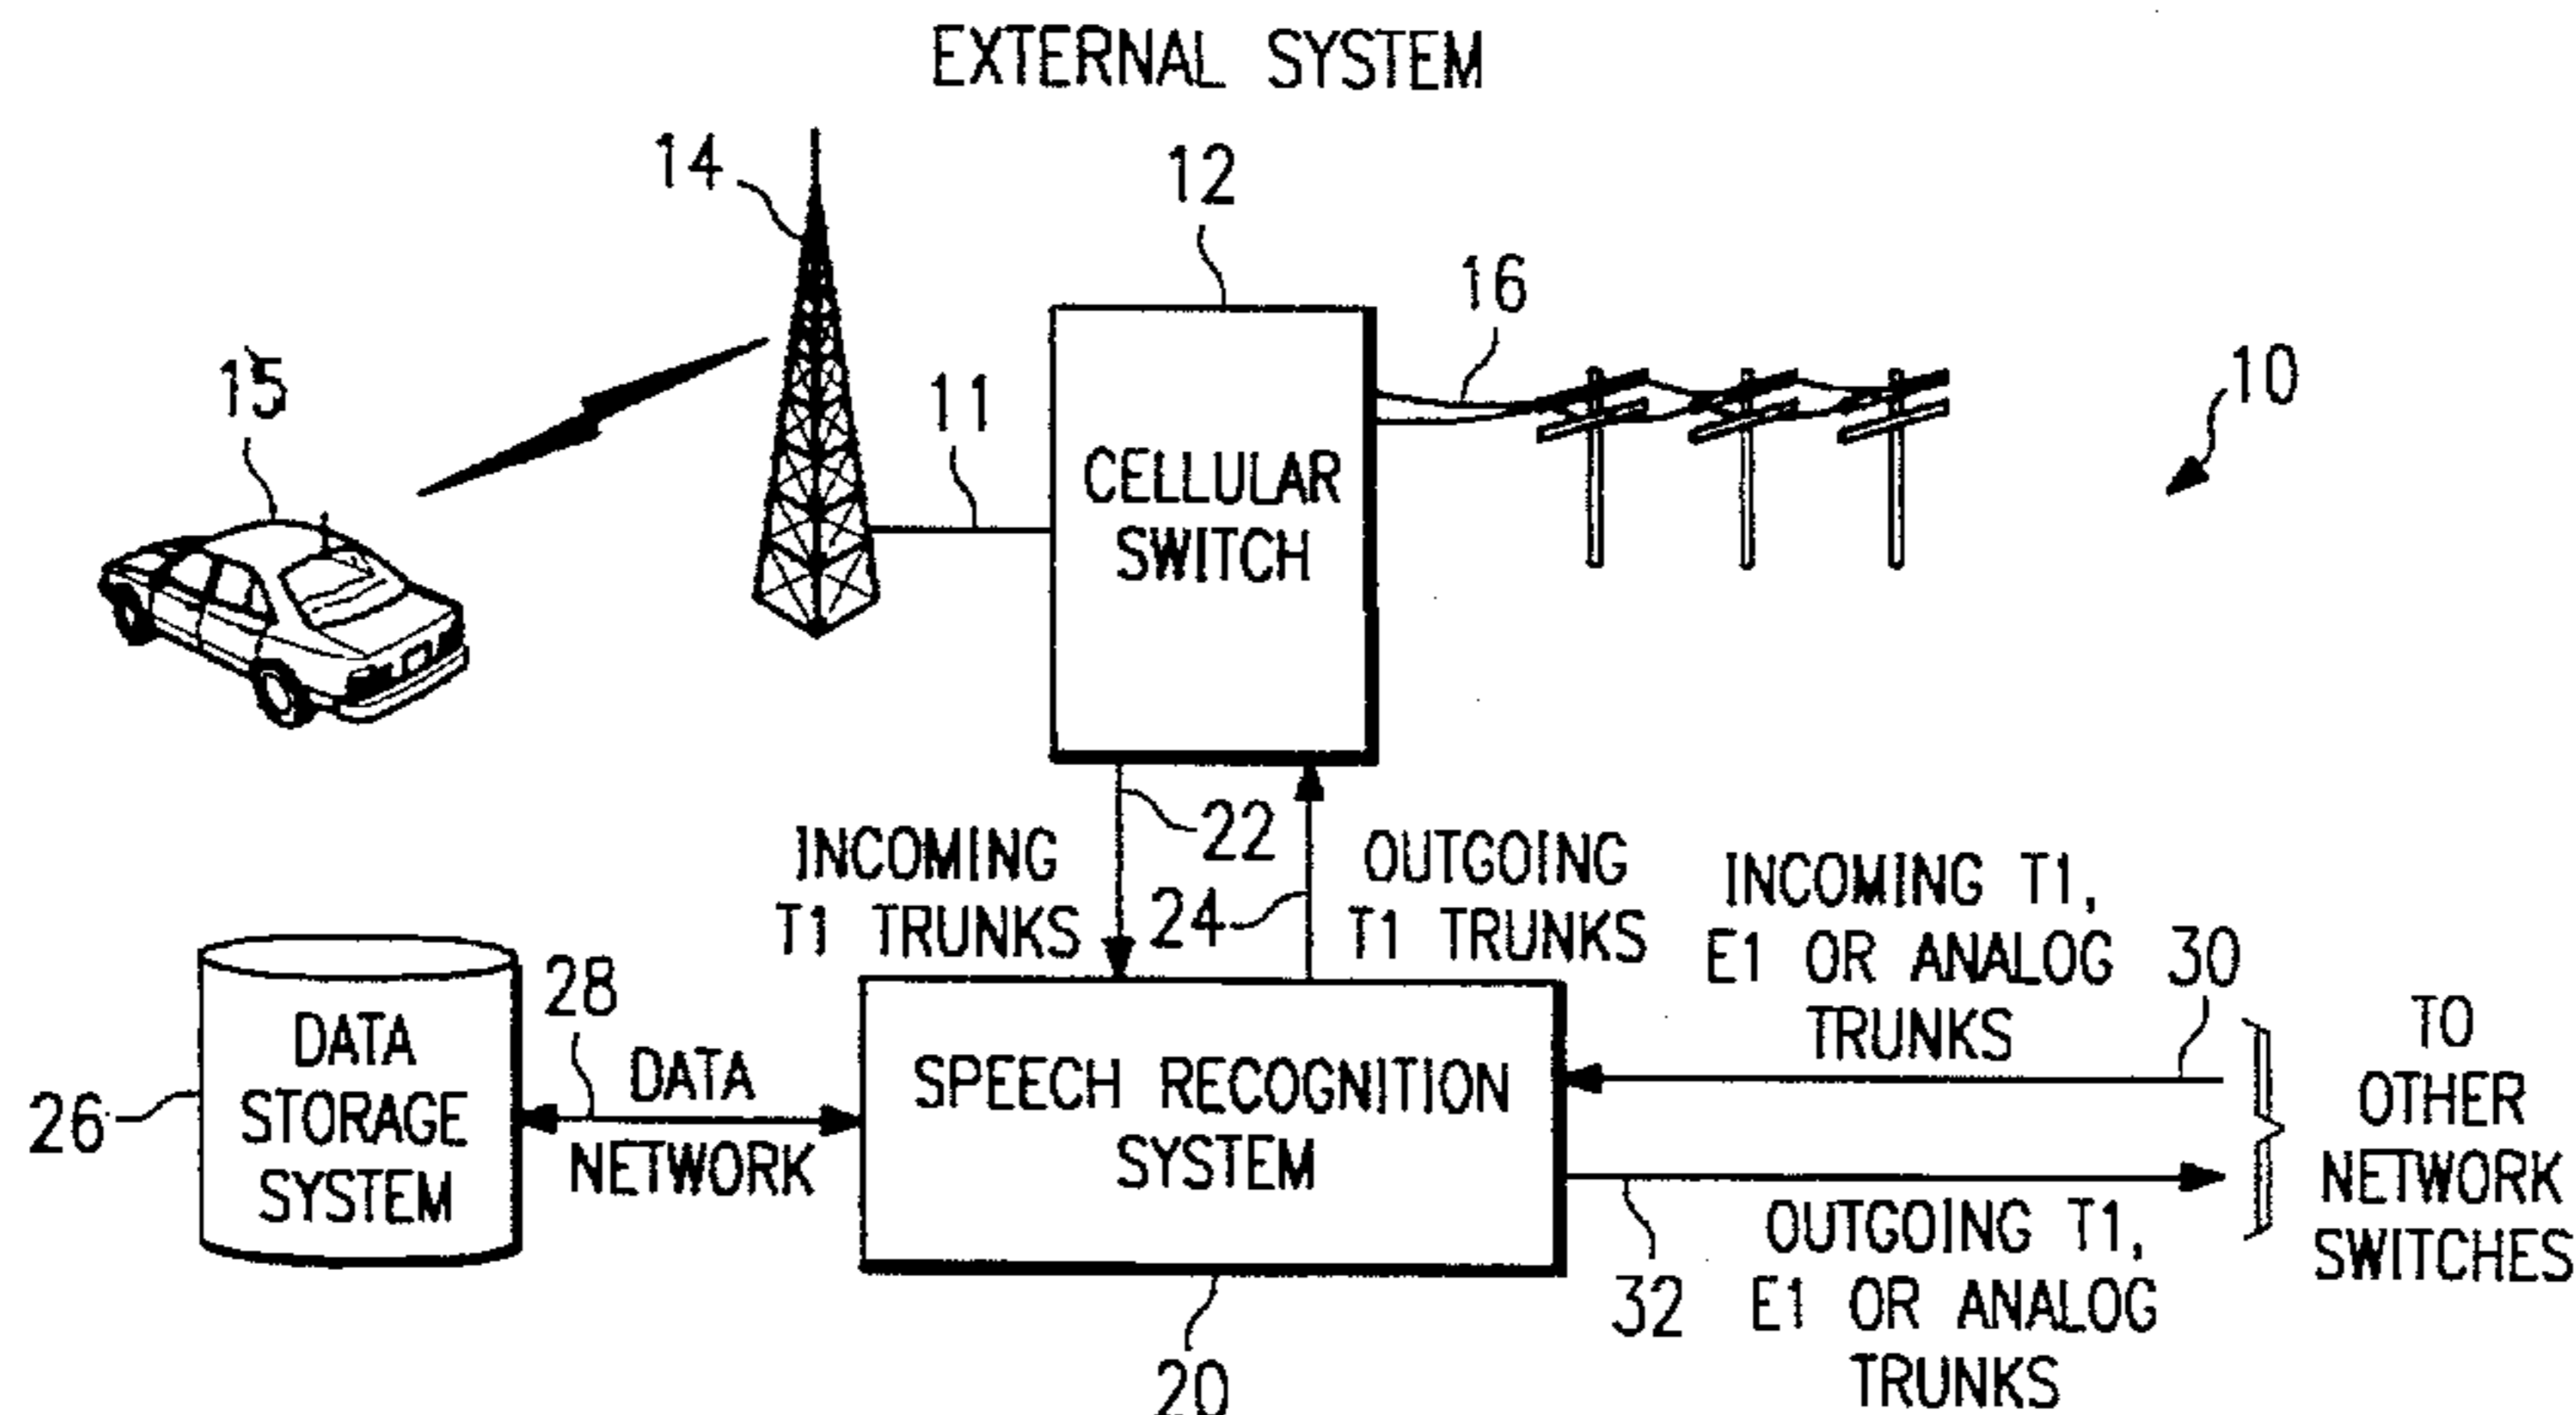 EXTERNAL SYSTEM
14
12
16
15
11
10
CELLULAR
SWITCH
22
INCOMING
T1 TRUNKS
24
OUTGOING
T1 TRUNKS
INCOMING T1,
E1 OR ANALOG
TRUNKS
30
TO
OTHER
NETWORK
SWITCHES
26
DATA
STORAGE
SYSTEM
28
DATA
NETWORK
SPEECH RECOGNITION
SYSTEM
32
OUTGOING T1,
E1 OR ANALOG
TRUNKS
20